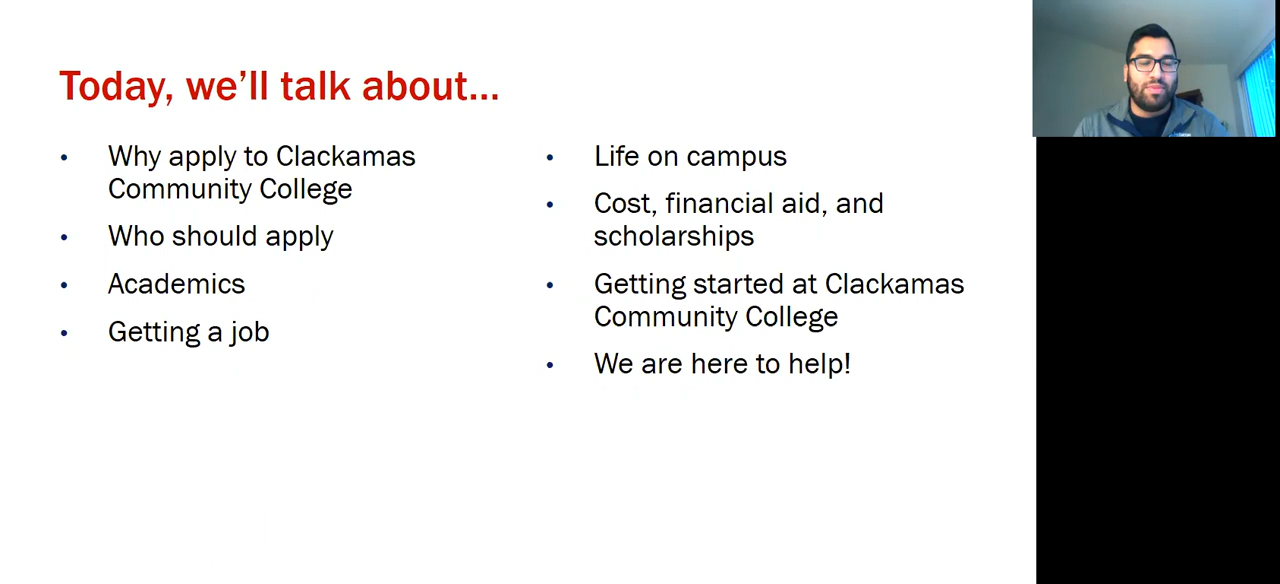 Today, we’ll talk about...
• Why apply to Clackamas
Community College
• Who should apply
• Academics
• Getting a job
• Life on campus
• Cost, financial aid, and
scholarships
• Getting started at Clackamas
Community College
• We are here to help!